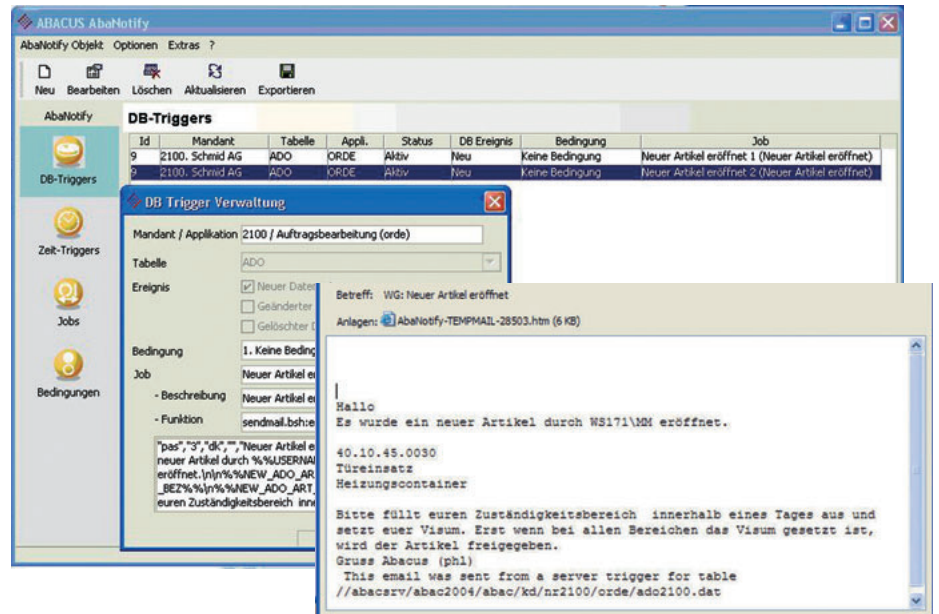 ABACUS AbaNotify
AbaNotify Objekt Optionen Extras ?
Neu Bearbeiten Löschen Aktualisieren Exportieren
AbaNotify
DB-Triggers
Zeit-Triggers
Jobs
Bedingungen
DB-Triggers
Id Mandant Tabelle Appli. Status DB Ereignis Bedingung Job
9 2100. Schmid AG ADO ORDE Aktiv Neu Keine Bedingung Neuer Artikel eröffnet 1 (Neuer Artikel eröffnet)
9 2100. Schmid AG ADO ORDE Aktiv Neu Keine Bedingung Neuer Artikel eröffnet 2 (Neuer Artikel eröffnet)
DB Trigger Verwaltung
Mandant / Applikation 2100 / Auftragsbearbeitung (orde)
Tabelle ADO
Ereignis Neuer Daten
Geänderter
Gelöschter D
Bedingung 1. Keine Beding
Job Neuer Artikel er
- Beschreibung Neuer Artikel er
- Funktion sendmail.bsh:e
"pas","3","dk","","Neuer Artikel e
neuer Artikel durch %%USERNA
eröffnet.\n\n%%NEW_ADO_AR
_BEZ%%\n%%NEW_ADO_ART_
euren Zuständigkeitsbereich inne
Betreff: WG: Neuer Artikel eröffnet
Anlagen: AbaNotify-TEMPMAIL-28503.htm (6 KB)
Hallo
Es wurde ein neuer Artikel durch WS171\MM eröffnet.
40.10.45.0030
Türeinsatz
Heizungscontainer
Bitte füllt euren Zuständigkeitsbereich innerhalb eines Tages aus und
setzt euer Visum. Erst wenn bei allen Bereichen das Visum gesetzt ist,
wird der Artikel freigegeben.
Gruss Abacus (phl)
This email was sent from a server trigger for table
//abacsrv/abac2004/abac/kd/nr2100/orde/ado2100.dat